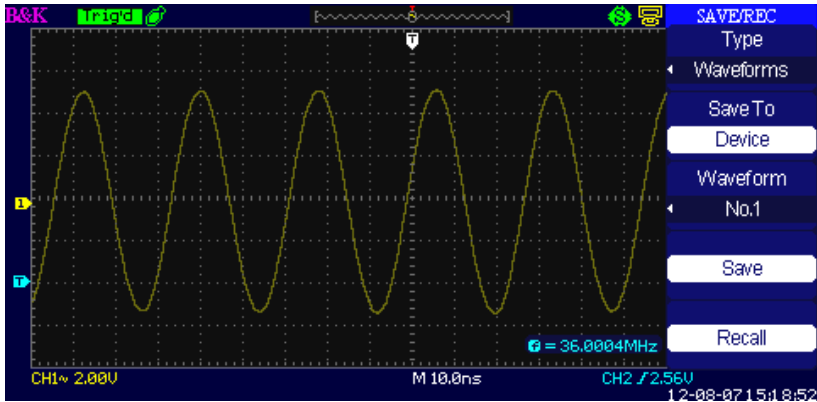 B&K Trig'd S SAVE/REC
T Type
Waveforms
Save To
Device
Waveform
1 No.1
Save
T
Recall
f = 36.0004MHz
CH1~ 2.00V M 10.0ns CH2 / 2.56V
12-08-07 15:18:52